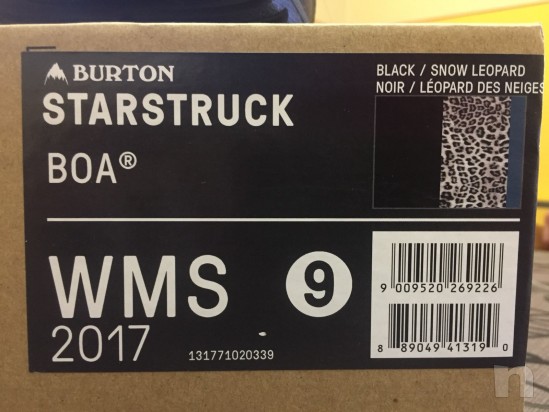 BURTON
STARSTRUCK
BOA®
BLACK / SNOW LEOPARD
NOIR / LÉOPARD DES NEIGES
WMS 9
2017
131771020339
9 009520 269226
8 89049 41319 0
n